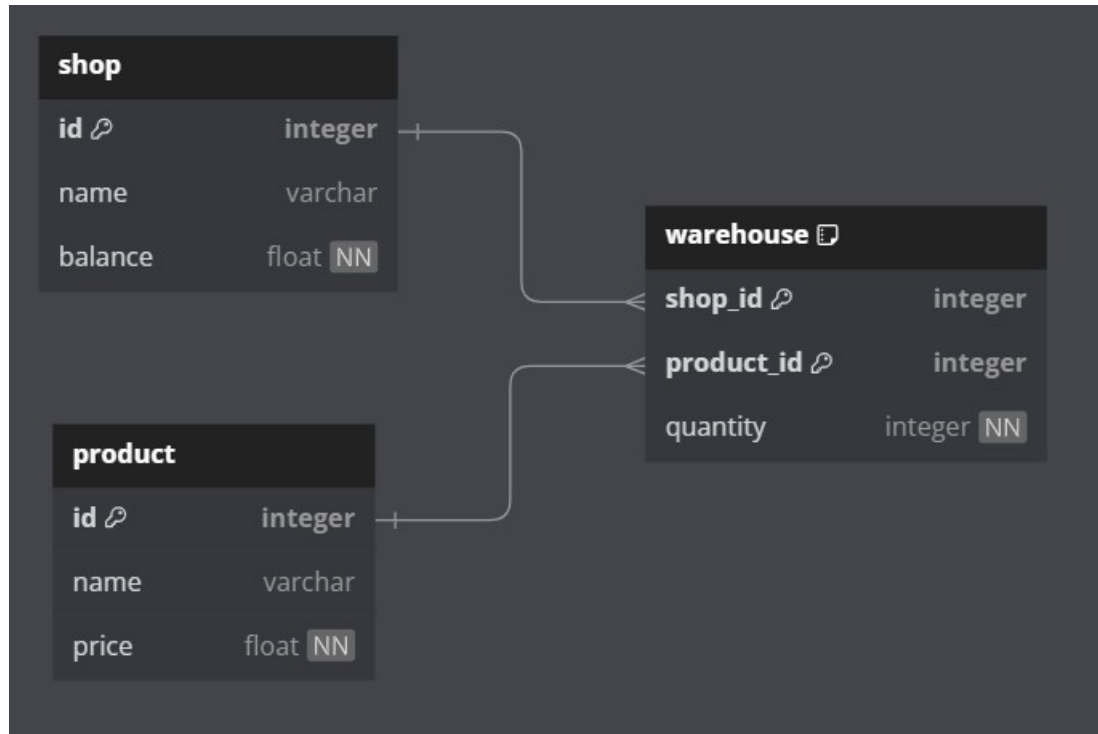 shop
id integer
name varchar
balance float NN
warehouse
shop_id integer
product_id integer
quantity integer NN
product
id integer
name varchar
price float NN